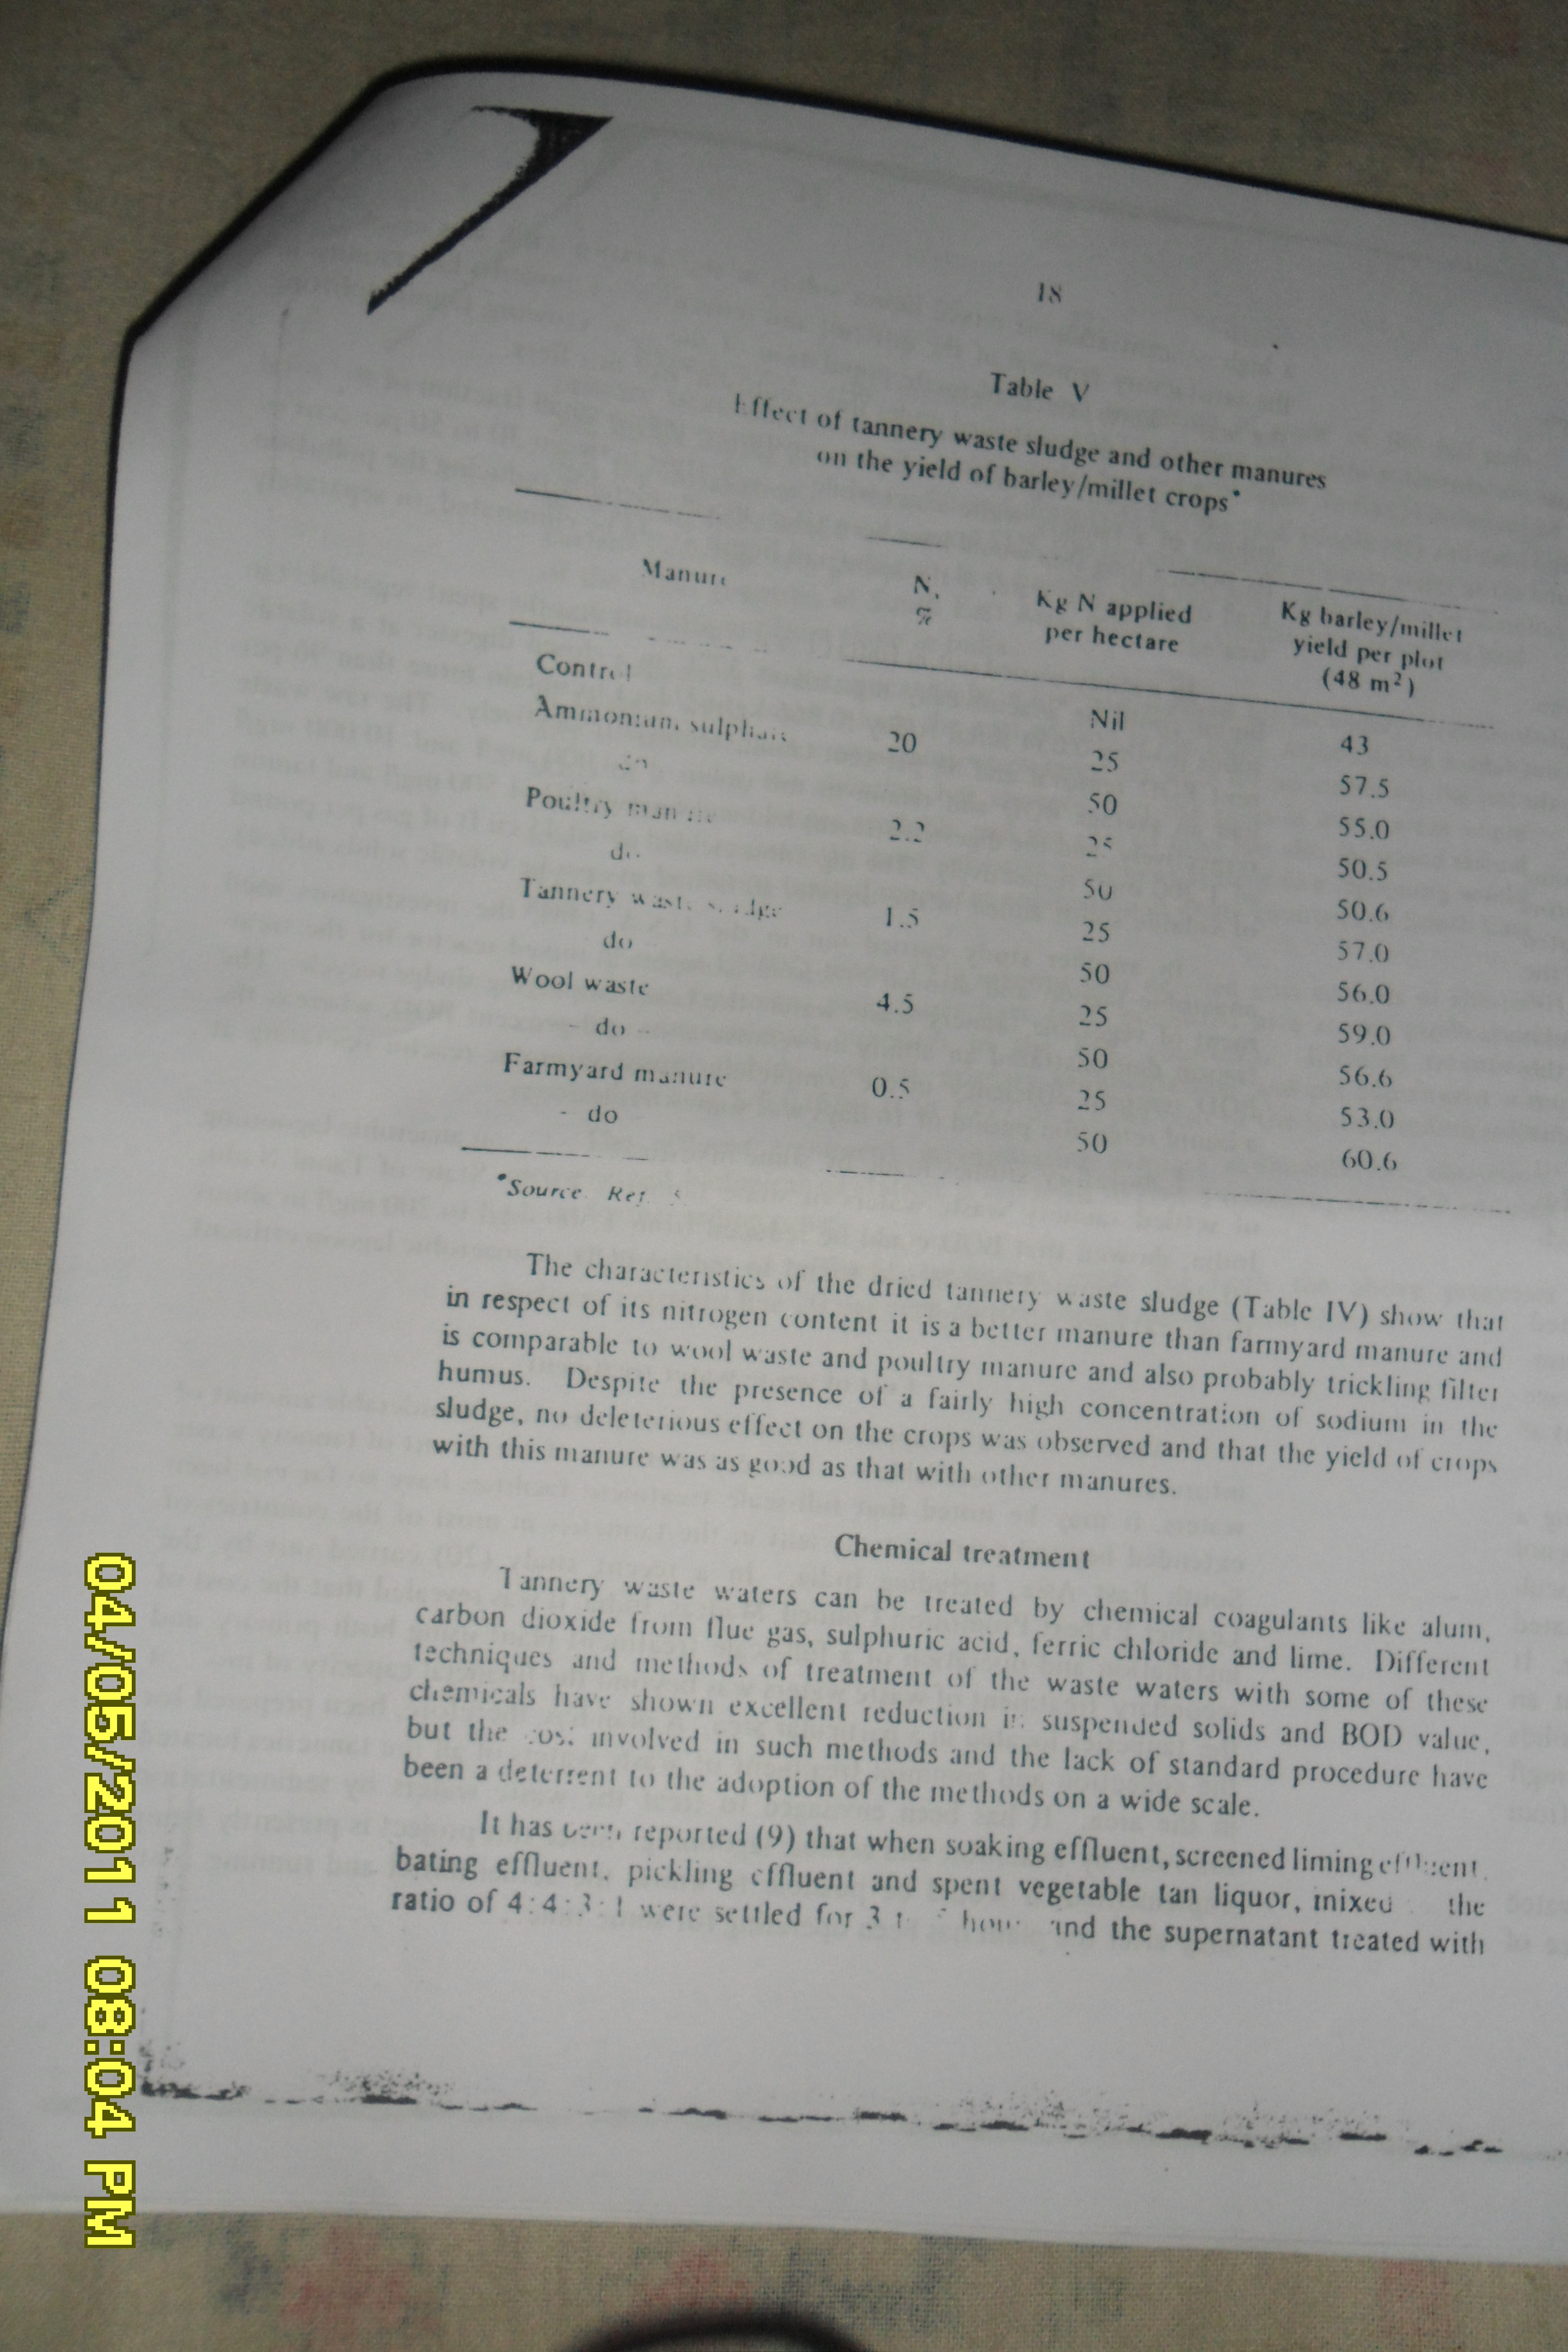 18
Table V
Effect of tannery waste sludge and other manures
on the yield of barley/millet crops*
Manure N, % Kg N applied per hectare Kg barley/millet yield per plot (48 m²)
Control Nil 43
Ammonium sulphate 20 25 57.5
do 50 55.0
Poultry manure 2.2 25 50.5
do 50 50.6
Tannery waste sludge 1.5 25 57.0
do 50 56.0
Wool waste 4.5 25 59.0
- do - 50 56.6
Farmyard manure 0.5 25 53.0
- do 50 60.6
*Source Ref.
The characteristics of the dried tannery waste sludge (Table IV) show that
in respect of its nitrogen content it is a better manure than farmyard manure and
is comparable to wool waste and poultry manure and also probably trickling filter
humus. Despite the presence of a fairly high concentration of sodium in the
sludge, no deleterious effect on the crops was observed and that the yield of crops
with this manure was as good as that with other manures.
Chemical treatment
Tannery waste waters can be treated by chemical coagulants like alum,
carbon dioxide from flue gas, sulphuric acid, ferric chloride and lime. Different
techniques and methods of treatment of the waste waters with some of these
chemicals have shown excellent reduction in suspended solids and BOD value,
but the cost involved in such methods and the lack of standard procedure have
been a deterrent to the adoption of the methods on a wide scale.
It has been reported (9) that when soaking effluent, screened liming effluent,
bating effluent, pickling effluent and spent vegetable tan liquor, mixed the
ratio of 4:4:3:1 were settled for 3 and the supernatant treated with
04/05/2011 08:04 PM